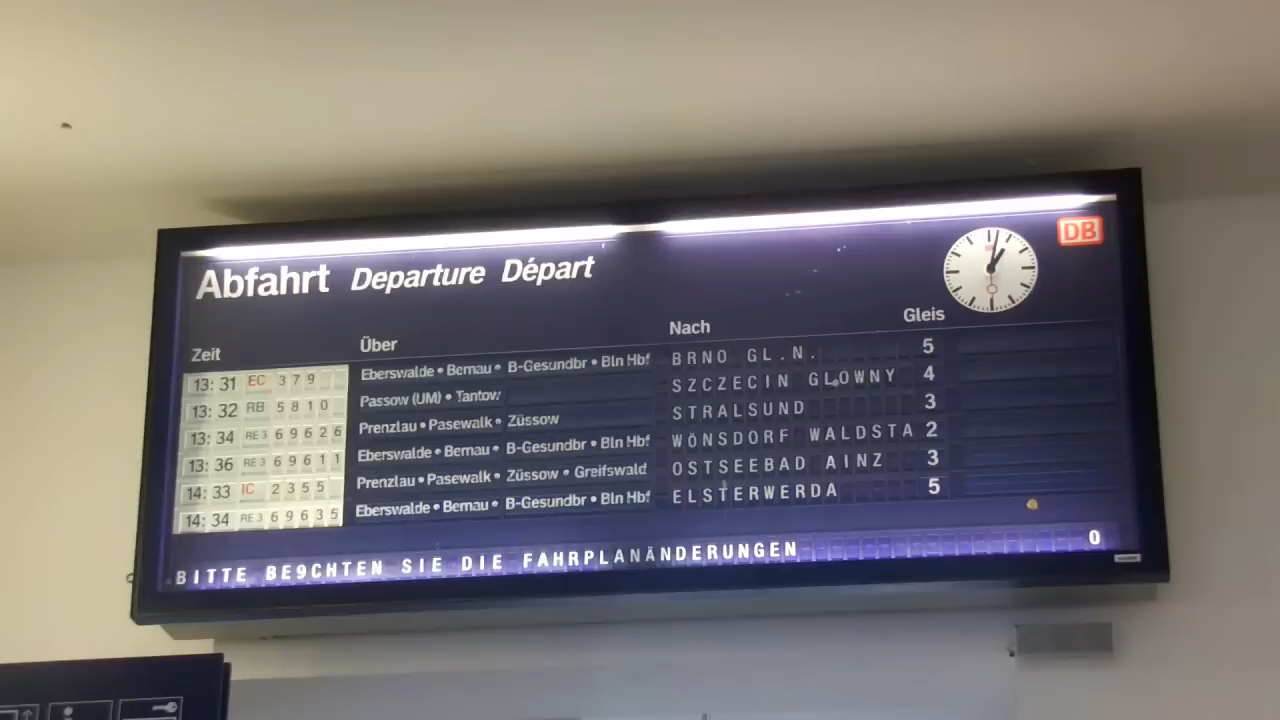 DB
Abfahrt Departure Départ
Zeit Über Nach Gleis
13:31 EC 379 Eberswalde • Bernau • B-Gesundbr • Bln Hbf BRNO GL.N. 5
13:32 RB 5810 Passow (UM) • Tantow SZCZECIN GLOWNY 4
13:34 RE3 69626 Prenzlau • Pasewalk • Züssow STRALSUND 3
13:36 RE3 69611 Eberswalde • Bernau • B-Gesundbr • Bln Hbf WÖNSDORF WALDSTA 2
14:33 IC 2355 Prenzlau • Pasewalk • Züssow • Greifswald OSTSEEBAD AINZ 3
14:34 RE3 69635 Eberswalde • Bernau • B-Gesundbr • Bln Hbf ELSTERWERDA 5
BITTE BE9CHTEN SIE DIE FAHRPLANÄNDERUNGEN 0